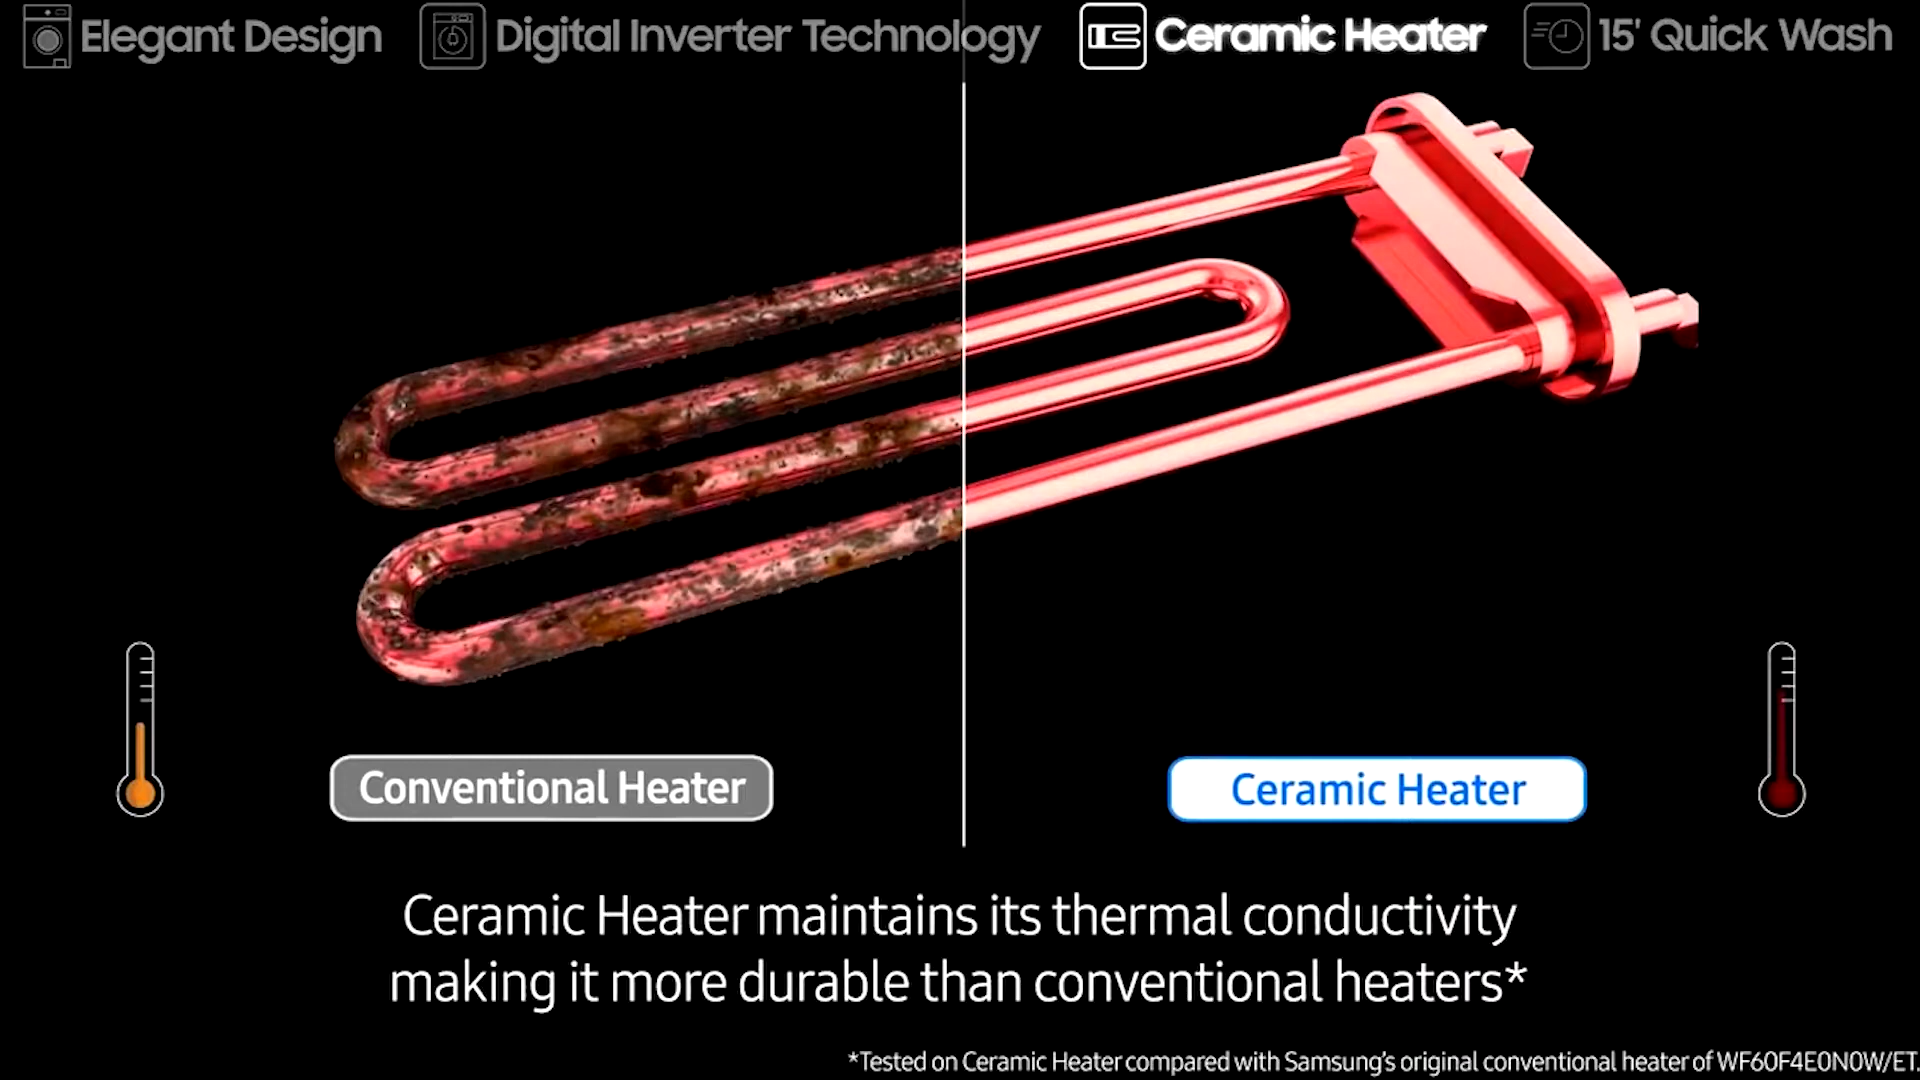 Elegant Design
Digital Inverter Technology
Ceramic Heater
15' Quick Wash
Conventional Heater
Ceramic Heater
Ceramic Heater maintains its thermal conductivity
making it more durable than conventional heaters*
*Tested on Ceramic Heater compared with Samsung's original conventional heater of WF60F4E0N0W/ET.